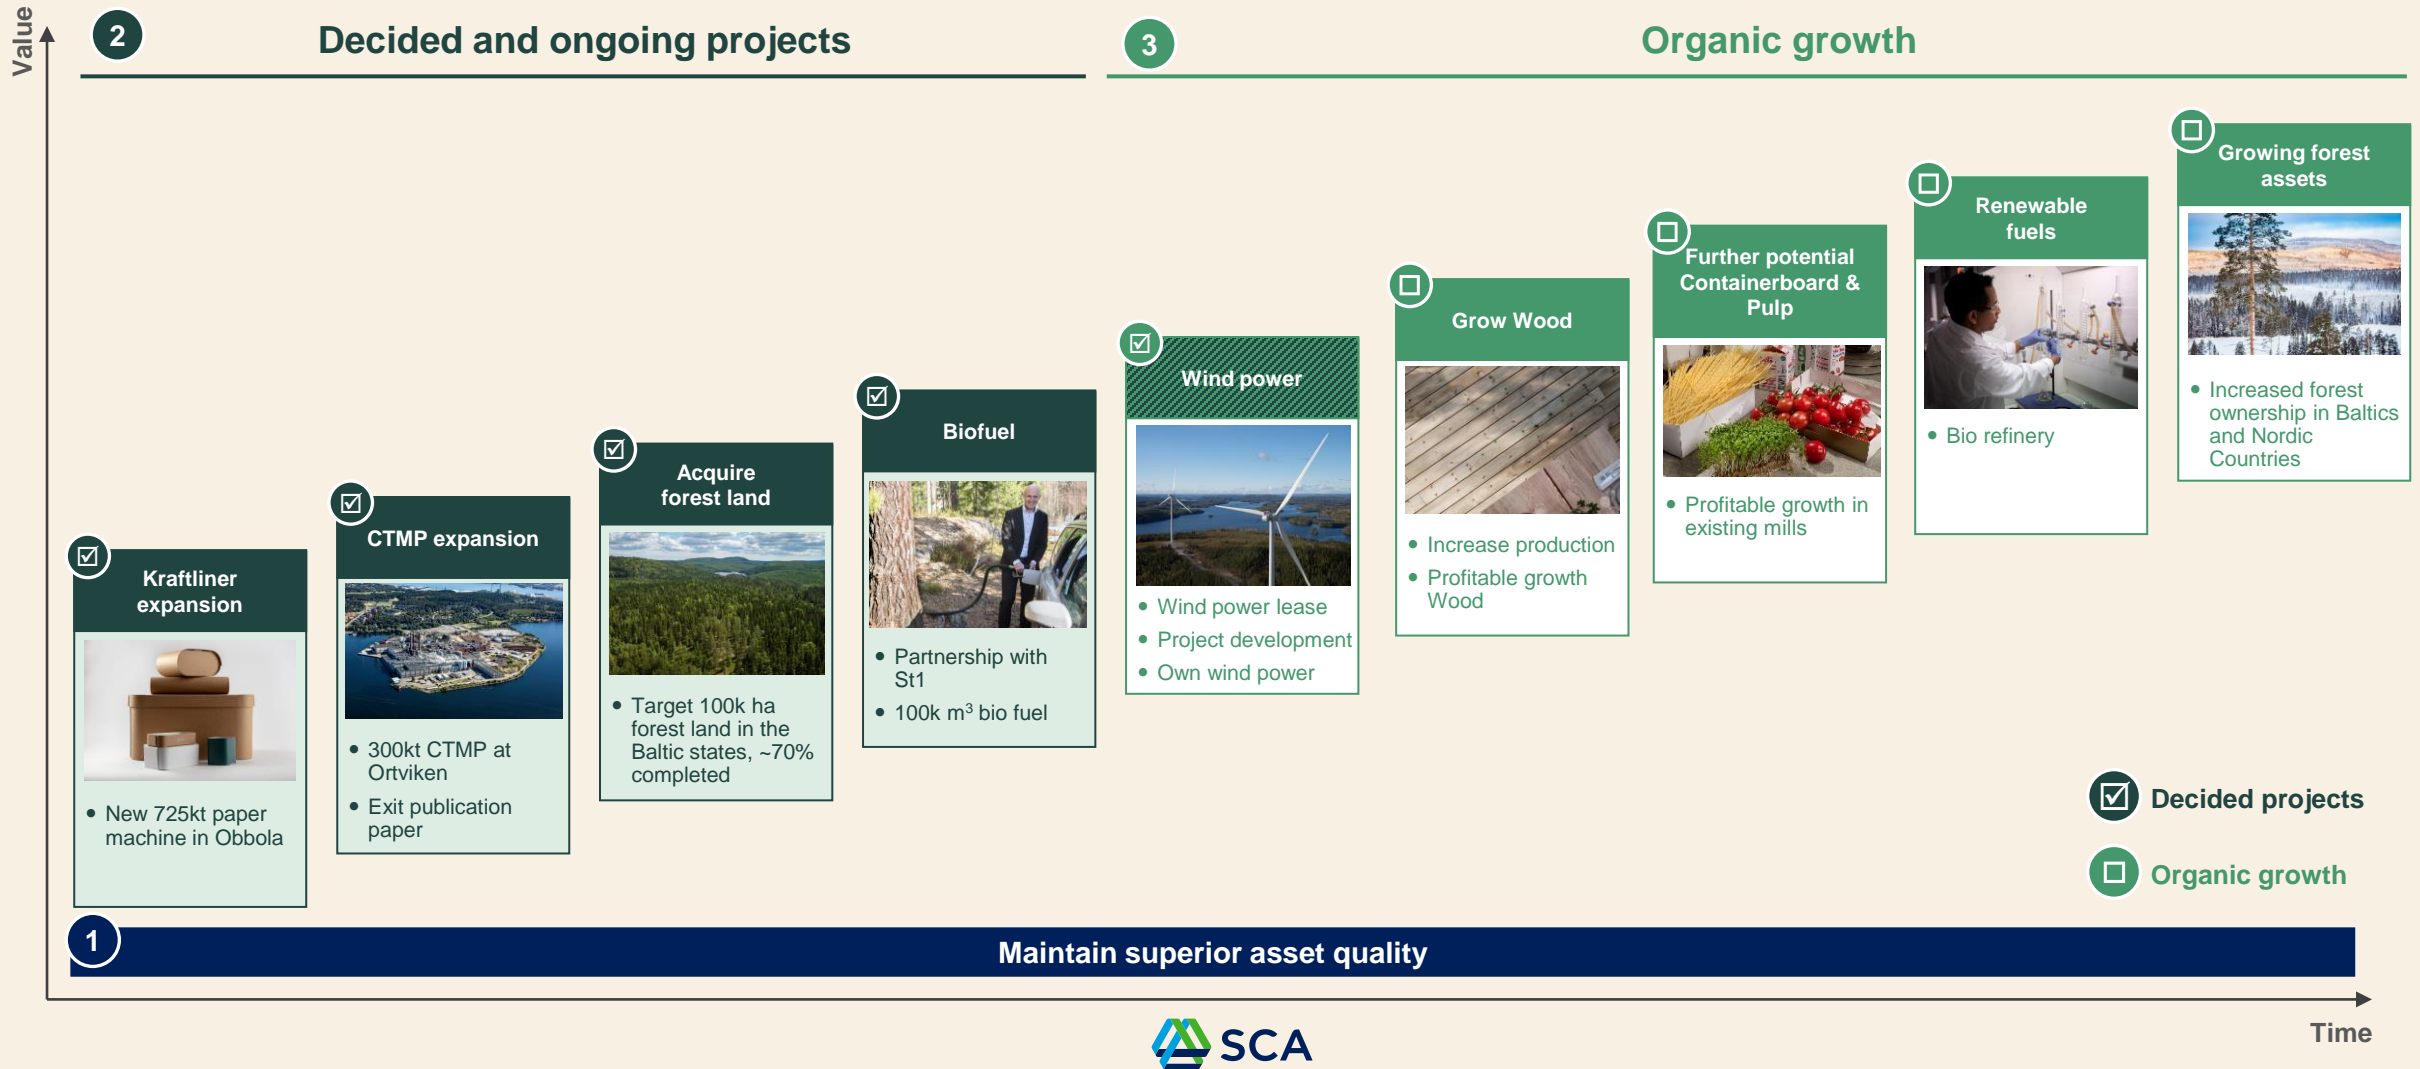 Value
2
Decided and ongoing projects
3
Organic growth
Kraftliner
expansion
• New 725kt paper
machine in Obbola
CTMP expansion
• 300kt CTMP at
Ortviken
• Exit publication
paper
Acquire
forest land
• Target 100k ha
forest land in the
Baltic states, ~70%
completed
Biofuel
• Partnership with
St1
• 100k m³ bio fuel
Wind power
• Wind power lease
• Project development
• Own wind power
Grow Wood
• Increase production
• Profitable growth
Wood
Further potential
Containerboard &
Pulp
• Profitable growth in
existing mills
Renewable
fuels
• Bio refinery
Growing forest
assets
• Increased forest
ownership in Baltics
and Nordic
Countries
Decided projects
Organic growth
1
Maintain superior asset quality
Time
SCA